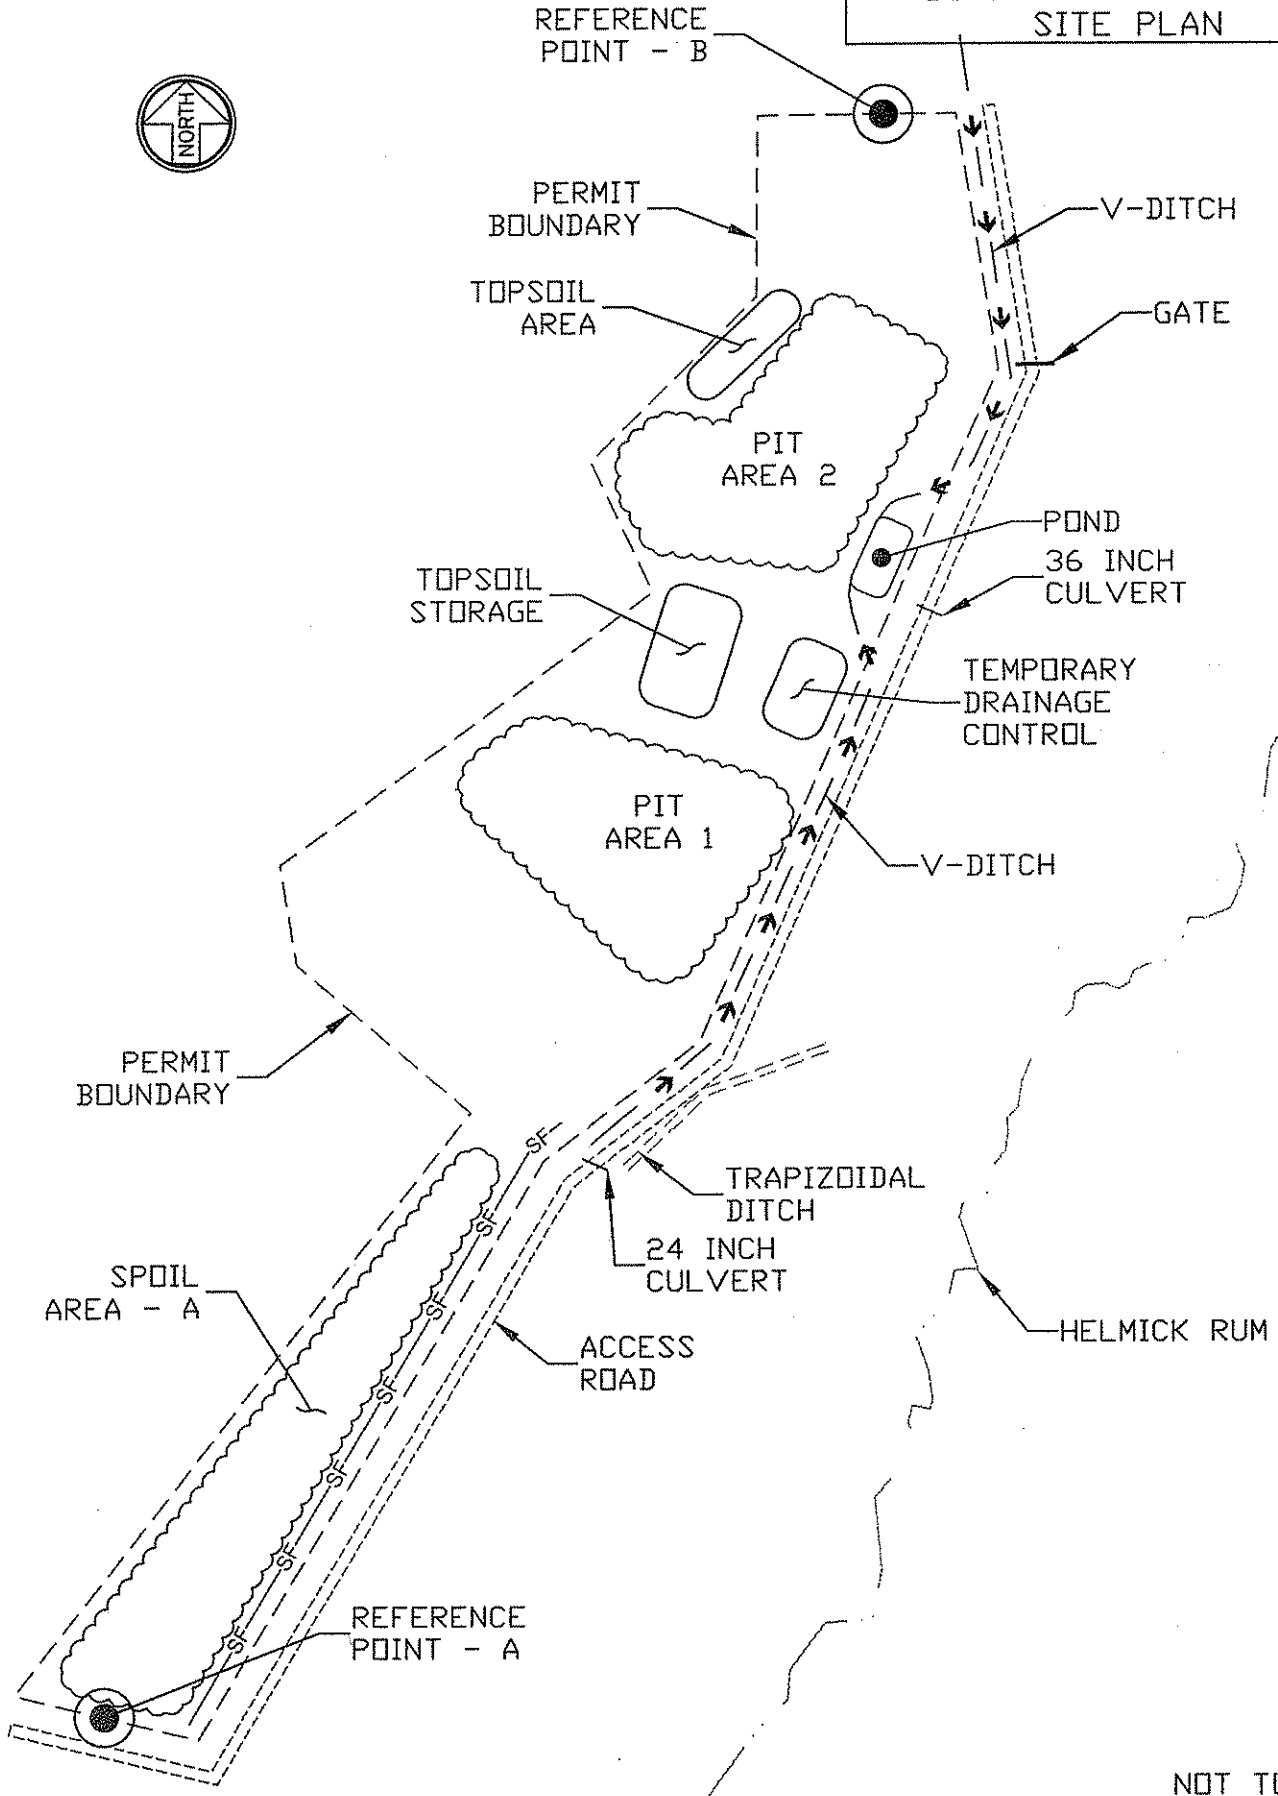 SITE PLAN
REFERENCE
POINT - B
NORTH
PERMIT
BOUNDARY
V-DITCH
TOPSOIL
AREA
GATE
PIT
AREA 2
POND
36 INCH
CULVERT
TOPSOIL
STORAGE
TEMPORARY
DRAINAGE
CONTROL
PIT
AREA 1
V-DITCH
PERMIT
BOUNDARY
SF
TRAPIZOIDAL
DITCH
SF
24 INCH
CULVERT
SPOIL
AREA - A
SF
HELMICK RUM
ACCESS
ROAD
SF
SF
SF
REFERENCE
POINT - A
SF
NOT